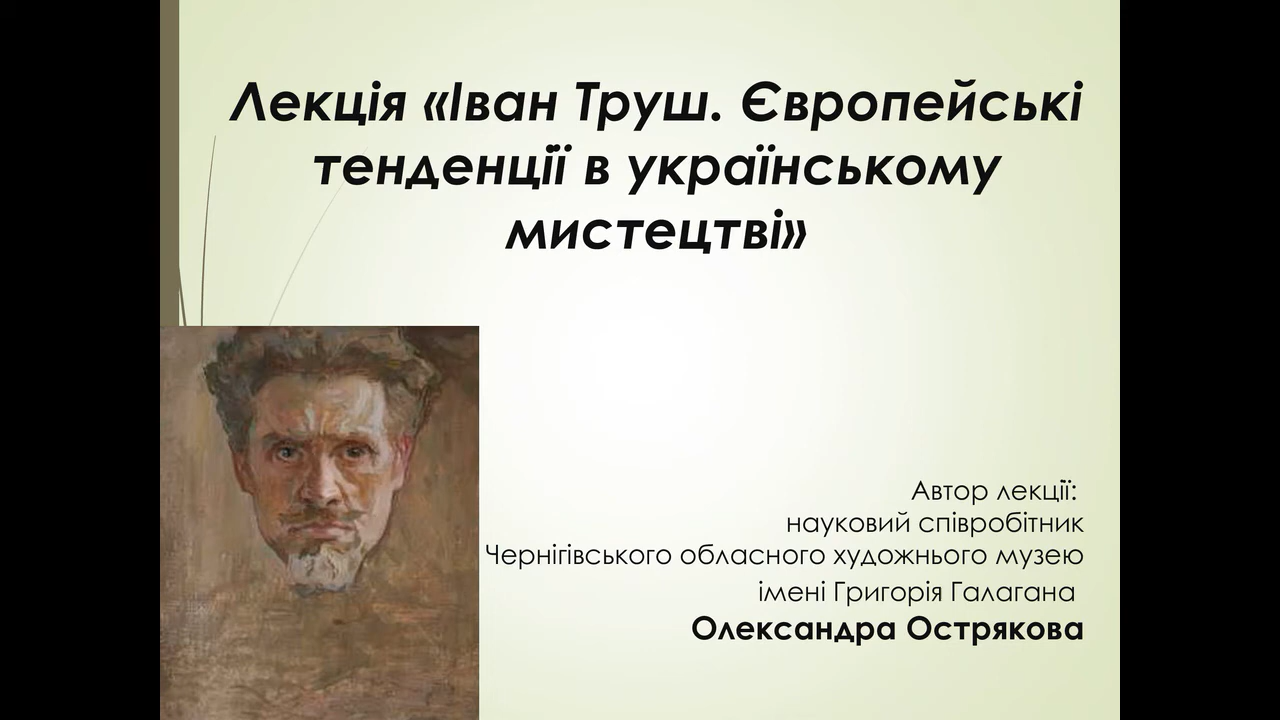 Лекція «Іван Труш. Європейські
тенденції в українському
мистецтві»
Автор лекції:
науковий співробітник
Чернігівського обласного художнього музею
імені Григорія Галагана
Олександра Острякова